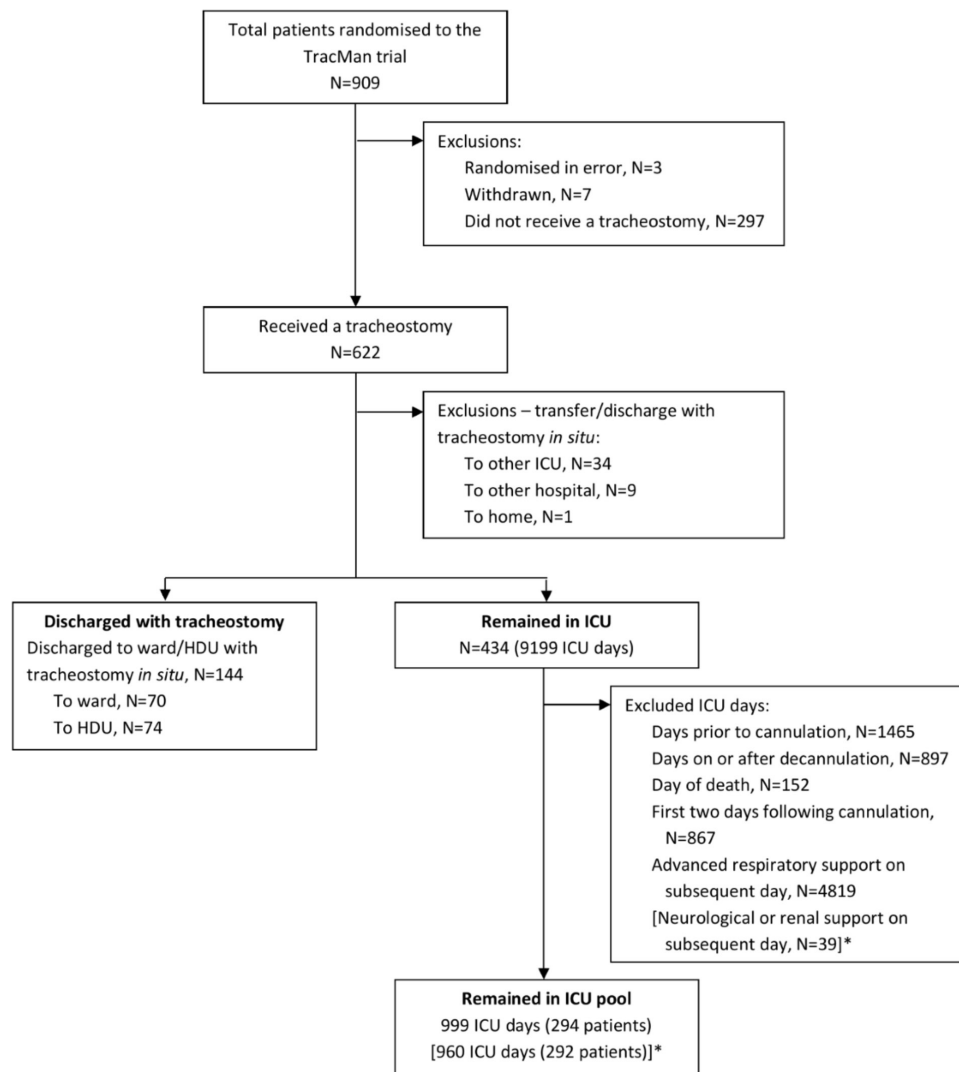 Total patients randomised to the
TracMan trial
N=909
Exclusions:
Randomised in error, N=3
Withdrawn, N=7
Did not receive a tracheostomy, N=297
Received a tracheostomy
N=622
Exclusions – transfer/discharge with
tracheostomy in situ:
To other ICU, N=34
To other hospital, N=9
To home, N=1
Discharged with tracheostomy
Discharged to ward/HDU with
tracheostomy in situ, N=144
To ward, N=70
To HDU, N=74
Remained in ICU
N=434 (9199 ICU days)
Excluded ICU days:
Days prior to cannulation, N=1465
Days on or after decannulation, N=897
Day of death, N=152
First two days following cannulation,
N=867
Advanced respiratory support on
subsequent day, N=4819
[Neurological or renal support on
subsequent day, N=39]*
Remained in ICU pool
999 ICU days (294 patients)
[960 ICU days (292 patients)]*